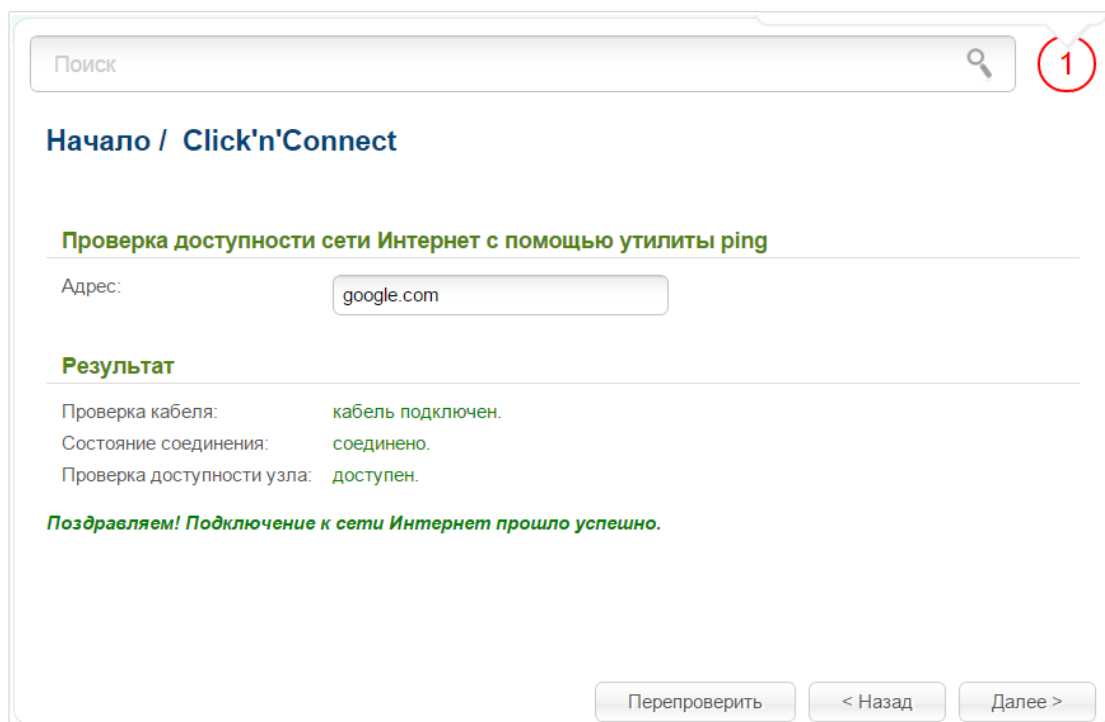 Поиск
1
Начало /  Click'n'Connect
Проверка доступности сети Интернет с помощью утилиты ping
Адрес: google.com
Результат
Проверка кабеля: кабель подключен.
Состояние соединения: соединено.
Проверка доступности узла: доступен.
Поздравляем! Подключение к сети Интернет прошло успешно.
Перепроверить < Назад Далее >